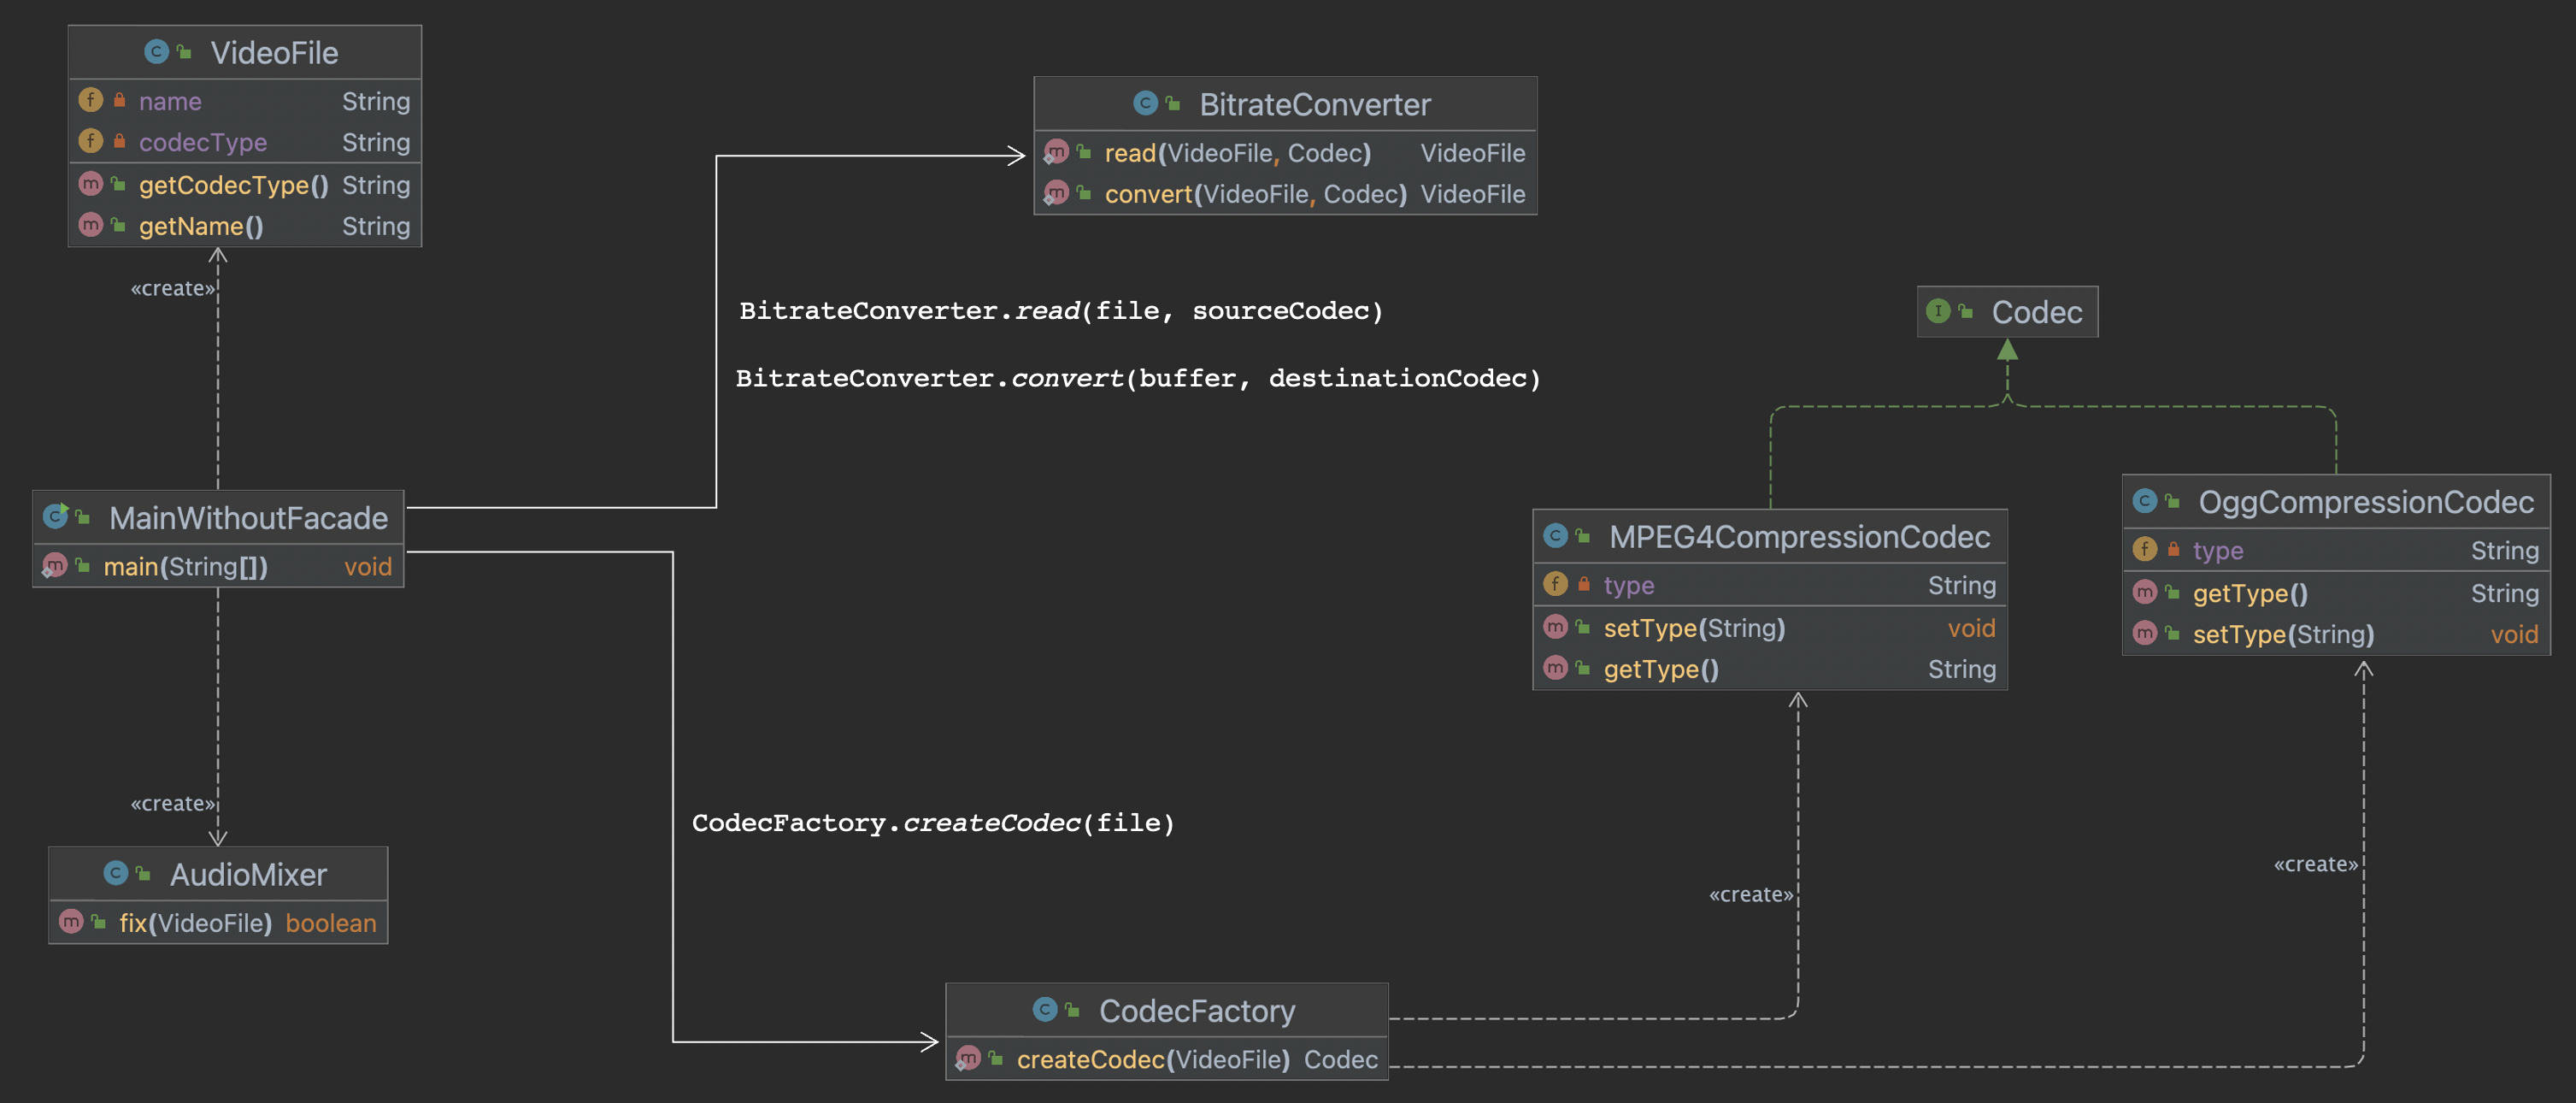 VideoFile
name String
codecType String
getCodecType() String
getName() String
«create»
BitrateConverter
read(VideoFile, Codec) VideoFile
convert(VideoFile, Codec) VideoFile
BitrateConverter.read(file, sourceCodec)
BitrateConverter.convert(buffer, destinationCodec)
Codec
MainWithoutFacade
main(String[]) void
MPEG4CompressionCodec
type String
setType(String) void
getType() String
OggCompressionCodec
type String
getType() String
setType(String) void
«create»
AudioMixer
fix(VideoFile) boolean
CodecFactory.createCodec(file)
«create»
«create»
CodecFactory
createCodec(VideoFile) Codec